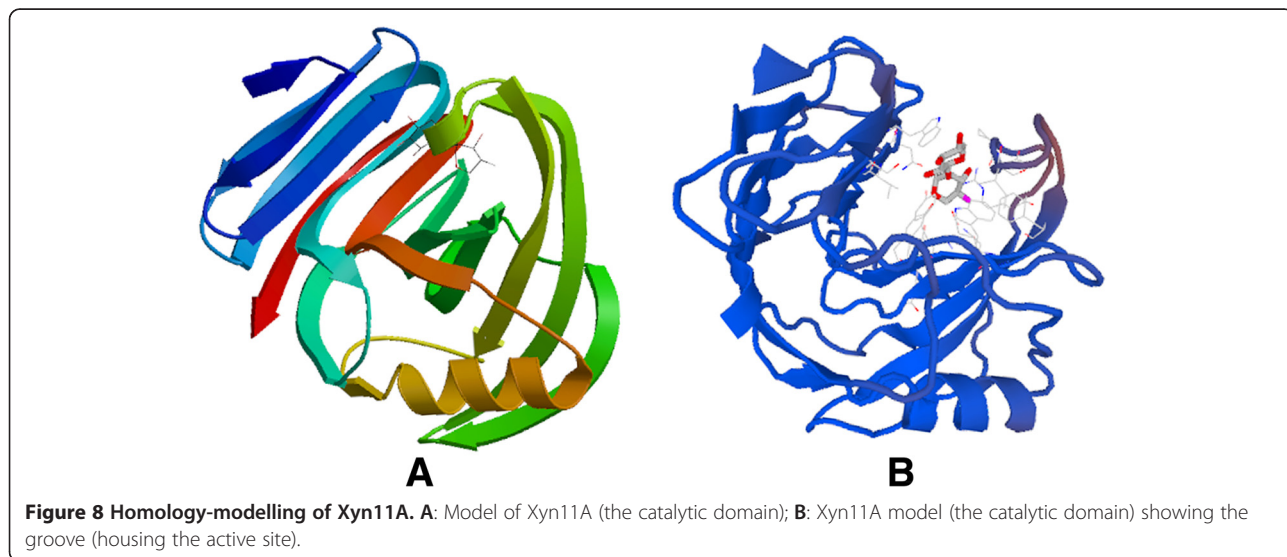 A
B
Figure 8 Homology-modelling of Xyn11A. A: Model of Xyn11A (the catalytic domain); B: Xyn11A model (the catalytic domain) showing the
groove (housing the active site).